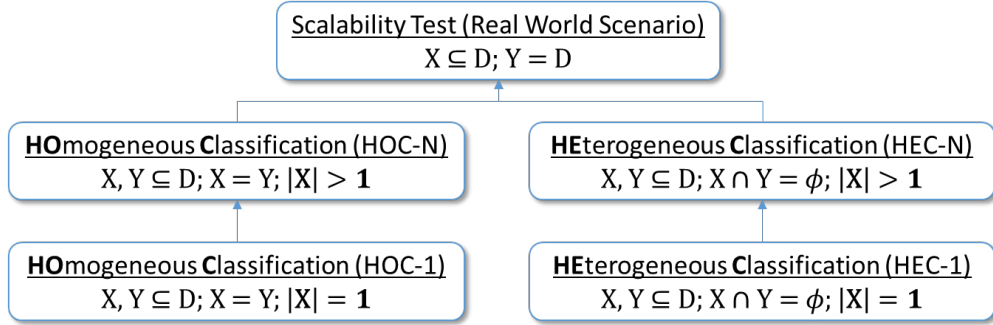 Scalability Test (Real World Scenario)
X ⊆ D; Y = D
HOmogeneous Classification (HOC-N)
X, Y ⊆ D; X = Y; |X| > 1
HEterogeneous Classification (HEC-N)
X, Y ⊆ D; X ∩ Y = ϕ; |X| > 1
HOmogeneous Classification (HOC-1)
X, Y ⊆ D; X = Y; |X| = 1
HEterogeneous Classification (HEC-1)
X, Y ⊆ D; X ∩ Y = ϕ; |X| = 1